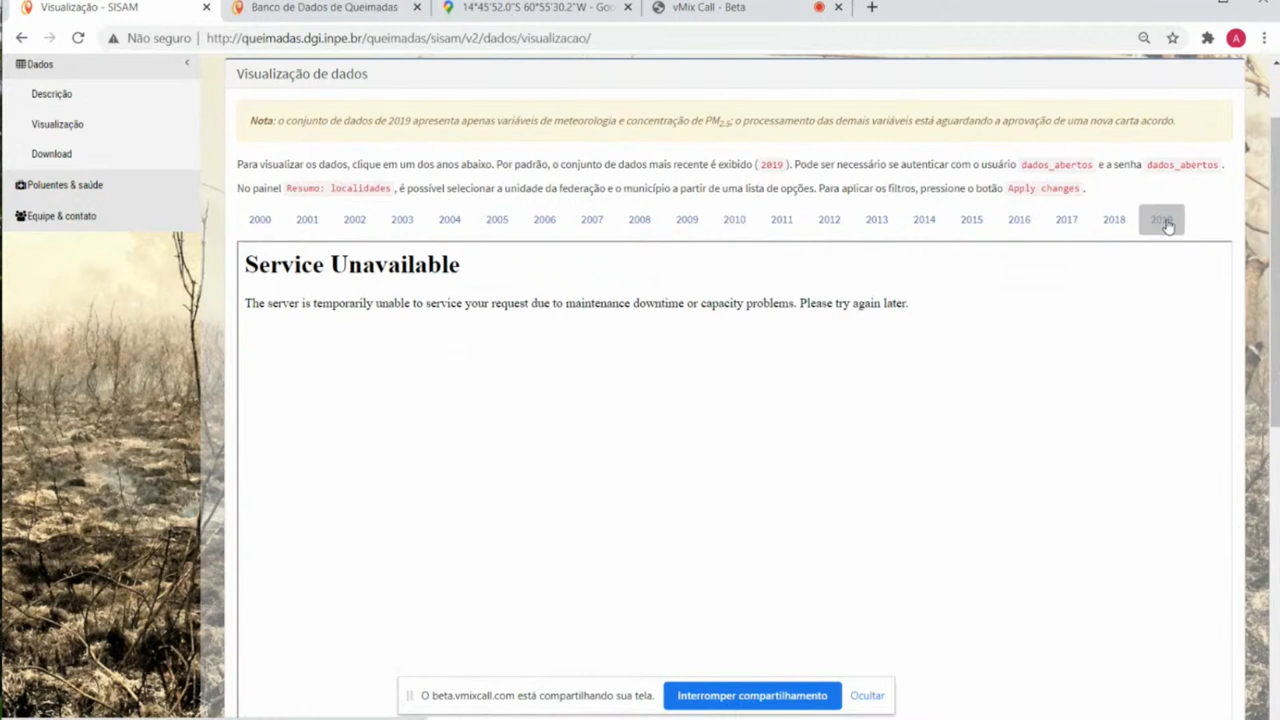 Visualização - SISAM
Banco de Dados de Queimadas
14°45'52.0"S 60°55'30.2"W - Goo
vMix Call - Beta
Não seguro | http://queimadas.dgi.inpe.br/queimadas/sisam/v2/dados/visualizacao/
A
Dados
Descrição
Visualização
Download
Poluentes & saúde
Equipe & contato
Visualização de dados
Nota: o conjunto de dados de 2019 apresenta apenas variáveis de meteorologia e concentração de PM2.5; o processamento das demais variáveis está aguardando a aprovação de uma nova carta acordo.
Para visualizar os dados, clique em um dos anos abaixo. Por padrão, o conjunto de dados mais recente é exibido ( 2019 ). Pode ser necessário se autenticar com o usuário dados_abertos e a senha dados_abertos .
No painel Resumo: localidades , é possível selecionar a unidade da federação e o município a partir de uma lista de opções. Para aplicar os filtros, pressione o botão Apply changes .
2000 2001 2002 2003 2004 2005 2006 2007 2008 2009 2010 2011 2012 2013 2014 2015 2016 2017 2018 2019
Service Unavailable
The server is temporarily unable to service your request due to maintenance downtime or capacity problems. Please try again later.
O beta.vmixcall.com está compartilhando sua tela. Interromper compartilhamento Ocultar